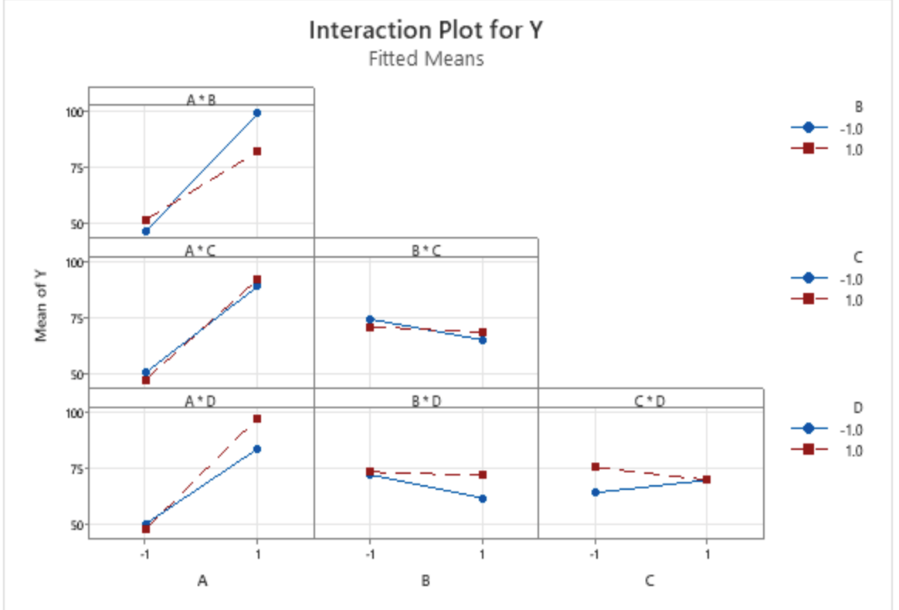 Interaction Plot for Y
Fitted Means
A * B
B
-1.0
1.0
100
75
50
A * C
B * C
C
-1.0
1.0
100
75
50
Mean of Y
A * D
B * D
C * D
D
-1.0
1.0
100
75
50
-1 1 -1 1 -1 1
A B C